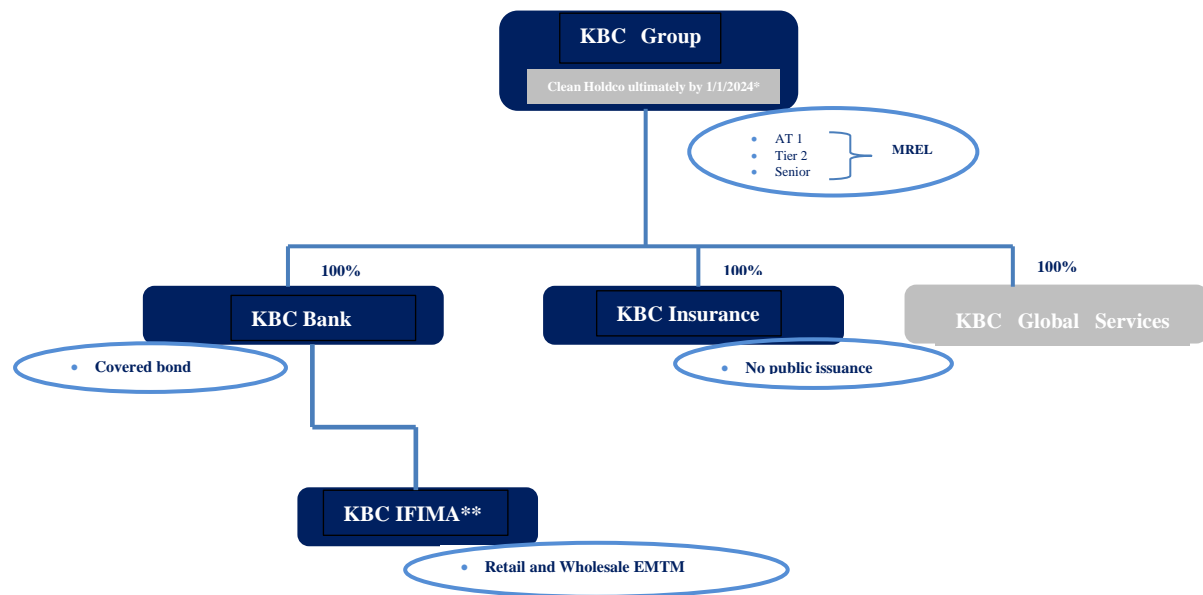 KBC Group
Clean Holdco ultimately by 1/1/2024*
• AT 1
• Tier 2
• Senior
MREL
100%
100%
100%
KBC Bank
KBC Insurance
KBC Global Services
• Covered bond
• No public issuance
KBC IFIMA**
• Retail and Wholesale EMTM